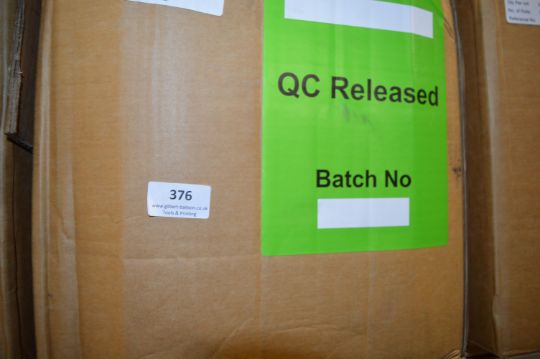 QC Released
Batch No
376
www.gilbert-baitson.co.uk
Tools & Printing